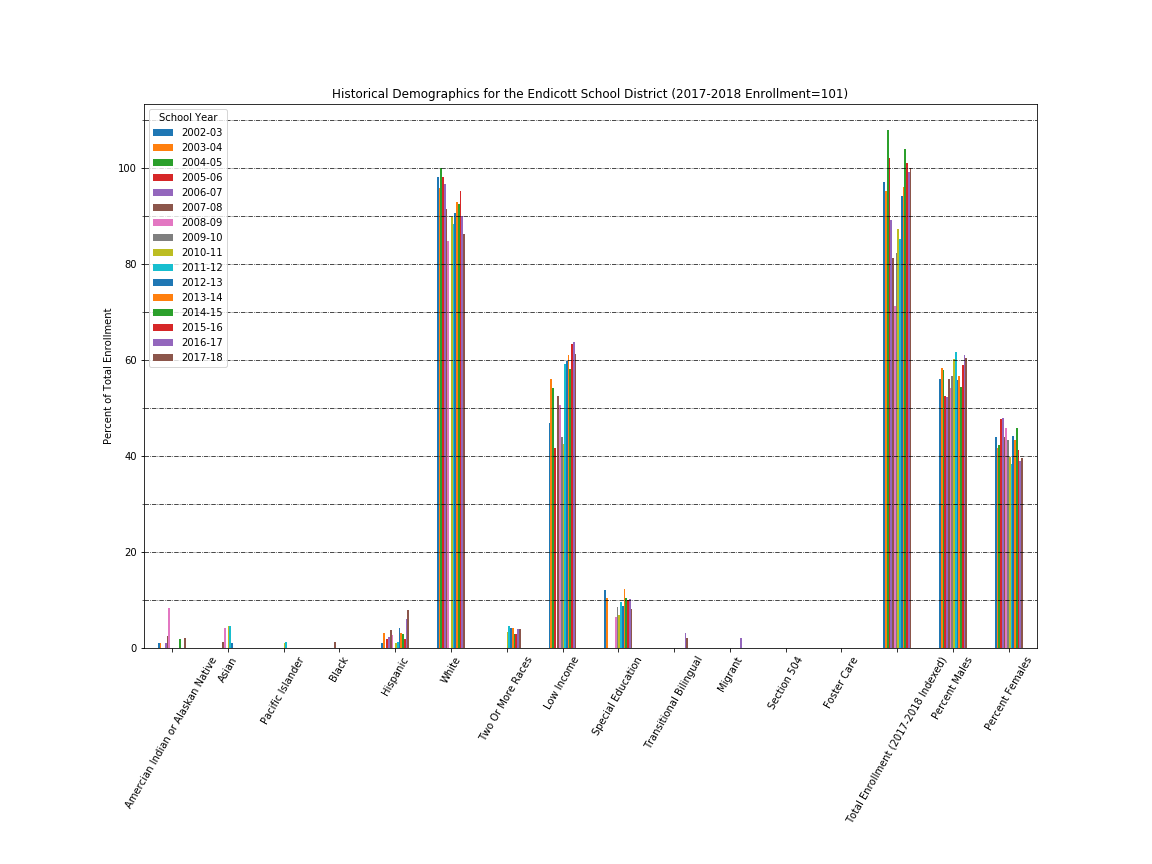 Historical Demographics for the Endicott School District (2017-2018 Enrollment=101)
School Year
2002-03
2003-04
2004-05
2005-06
2006-07
2007-08
2008-09
2009-10
2010-11
2011-12
2012-13
2013-14
2014-15
2015-16
2016-17
2017-18
Percent of Total Enrollment
100
80
60
40
20
0
Amercian Indian or Alaskan Native
Asian
Pacific Islander
Black
Hispanic
White
Two Or More Races
Low Income
Special Education
Transitional Bilingual
Migrant
Section 504
Foster Care
Total Enrollment (2017-2018 Indexed)
Percent Males
Percent Females